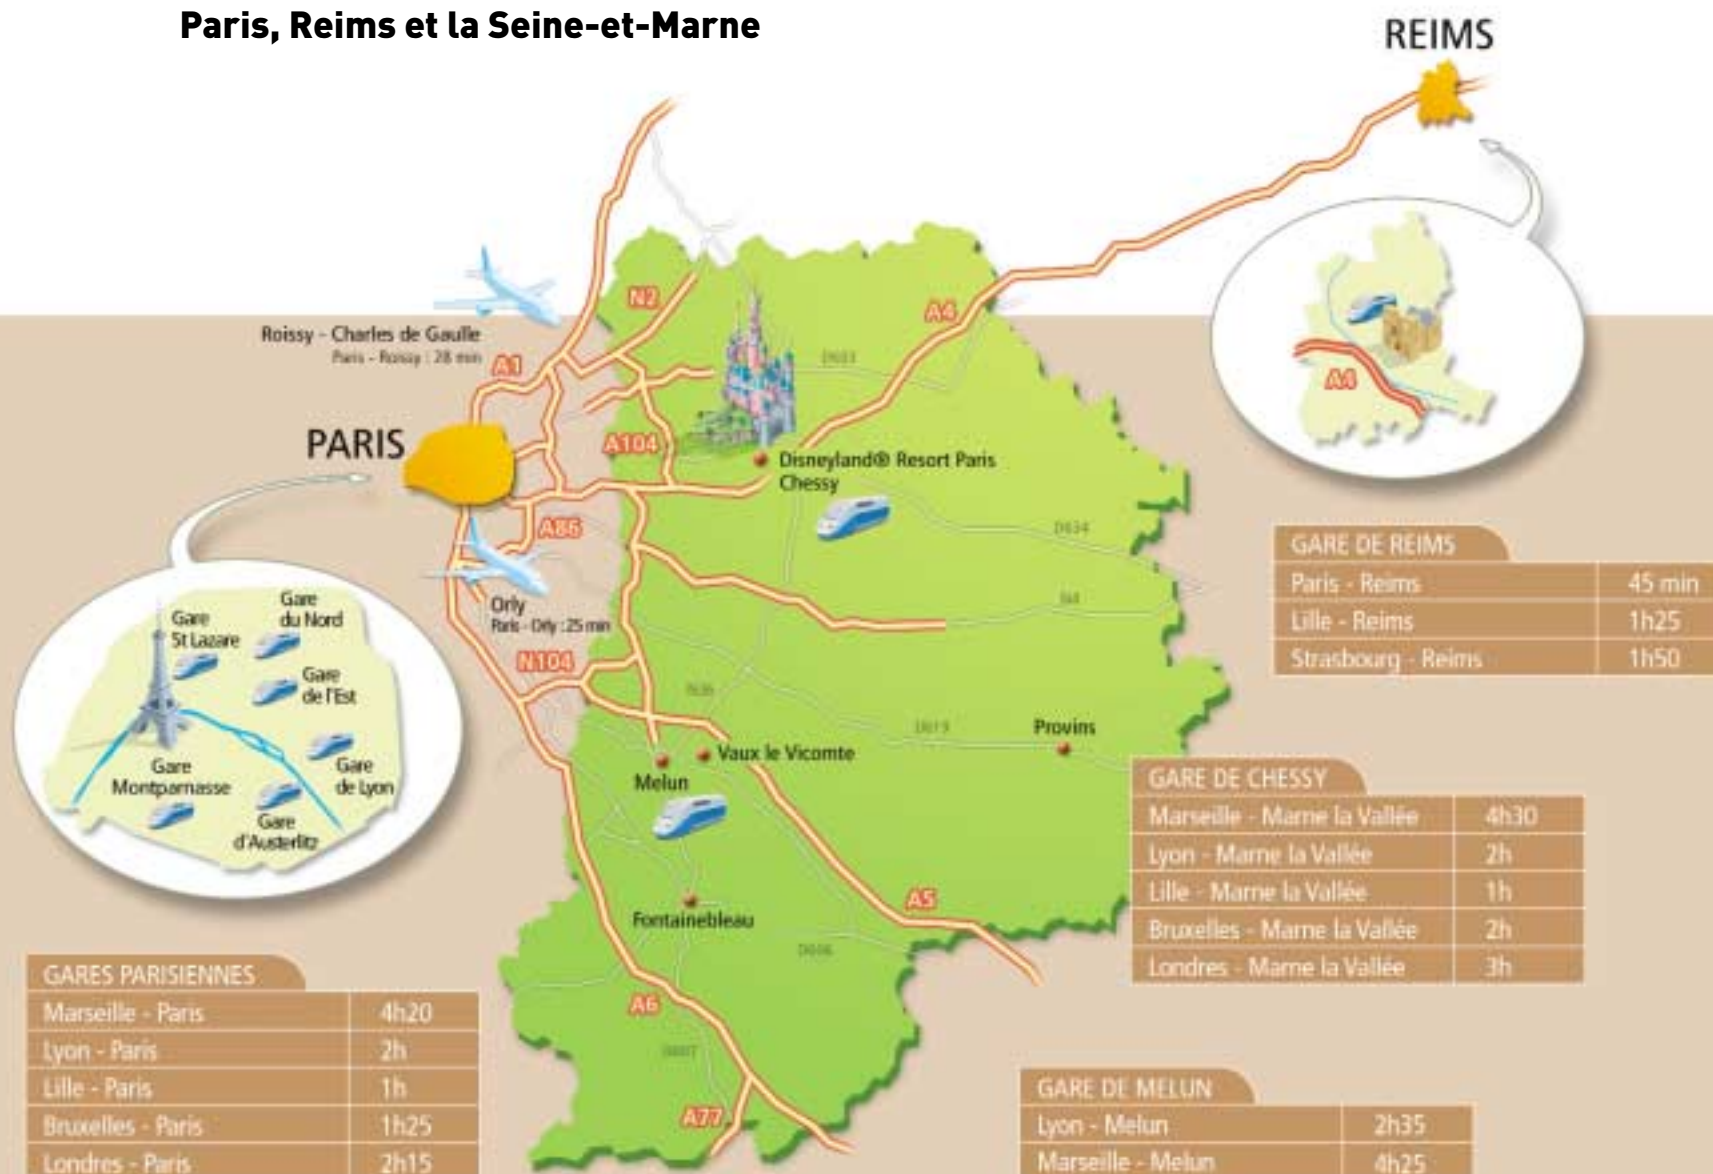 Paris, Reims et la Seine-et-Marne
REIMS
N2
A4
Roissy - Charles de Gaulle
Paris - Roissy : 28 min
A1
D603
A4
PARIS
A104
Disneyland® Resort Paris
Chessy
A86
D634
GARE DE REIMS
Paris - Reims 45 min
Lille - Reims 1h25
Strasbourg - Reims 1h50
Orly
Paris - Orly : 25 min
N4
Gare
St Lazare
Gare
du Nord
Gare
de l'Est
Gare
Montparnasse
Gare
de Lyon
Gare
d'Austerlitz
N104
N36
D619
Provins
Vaux le Vicomte
Melun
GARE DE CHESSY
Marseille - Marne la Vallée 4h30
Lyon - Marne la Vallée 2h
Lille - Marne la Vallée 1h
Bruxelles - Marne la Vallée 2h
Londres - Marne la Vallée 3h
A5
Fontainebleau
GARES PARISIENNES
Marseille - Paris 4h20
Lyon - Paris 2h
Lille - Paris 1h
Bruxelles - Paris 1h25
Londres - Paris 2h15
A6
D607
A77
GARE DE MELUN
Lyon - Melun 2h35
Marseille - Melun 4h25